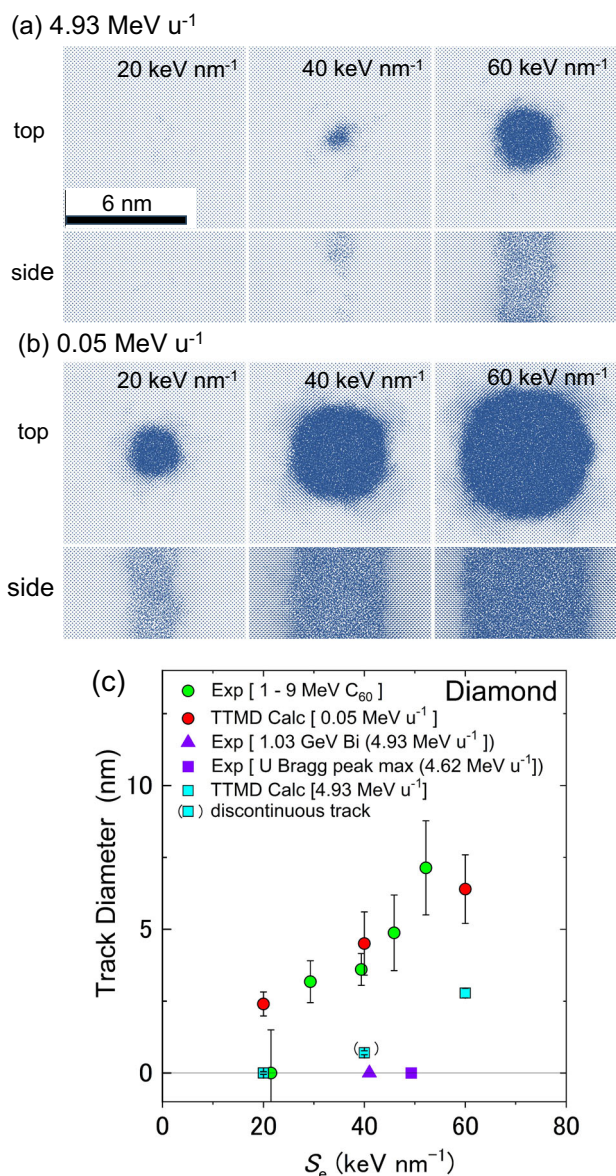 (a) 4.93 MeV u⁻¹
20 keV nm⁻¹ 40 keV nm⁻¹ 60 keV nm⁻¹
top
6 nm
side
(b) 0.05 MeV u⁻¹
20 keV nm⁻¹ 40 keV nm⁻¹ 60 keV nm⁻¹
top
side
(c) Diamond
Exp [ 1 - 9 MeV C₆₀ ]
TTMD Calc [ 0.05 MeV u⁻¹ ]
Exp [ 1.03 GeV Bi (4.93 MeV u⁻¹ ])
Exp [ U Bragg peak max (4.62 MeV u⁻¹])
TTMD Calc [4.93 MeV u⁻¹]
( ) discontinuous track
Track Diameter (nm)
10
5
0
( )
0 20 40 60 80
Sₑ (keV nm⁻¹)